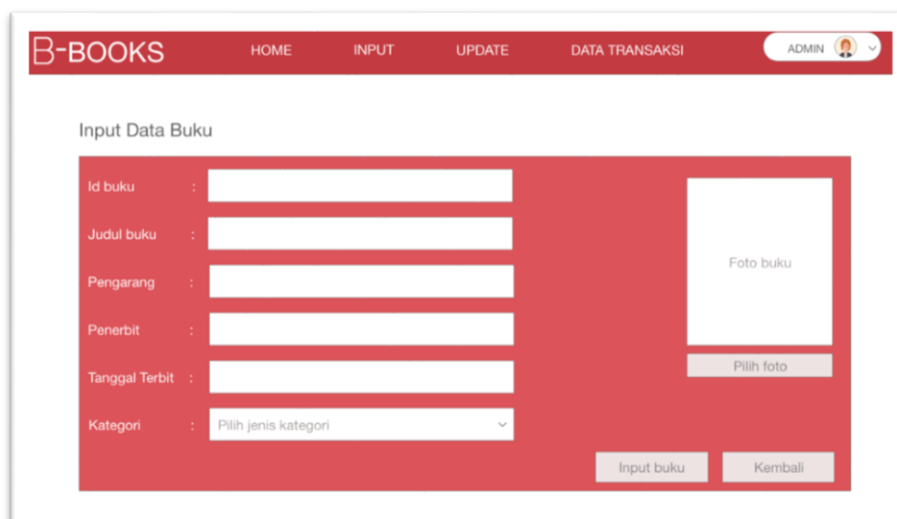 B-BOOKS HOME INPUT UPDATE DATA TRANSAKSI ADMIN
Input Data Buku
Id buku :
Judul buku :
Pengarang :
Penerbit :
Tanggal Terbit :
Kategori : Pilih jenis kategori
Foto buku
Pilih foto
Input buku Kembali